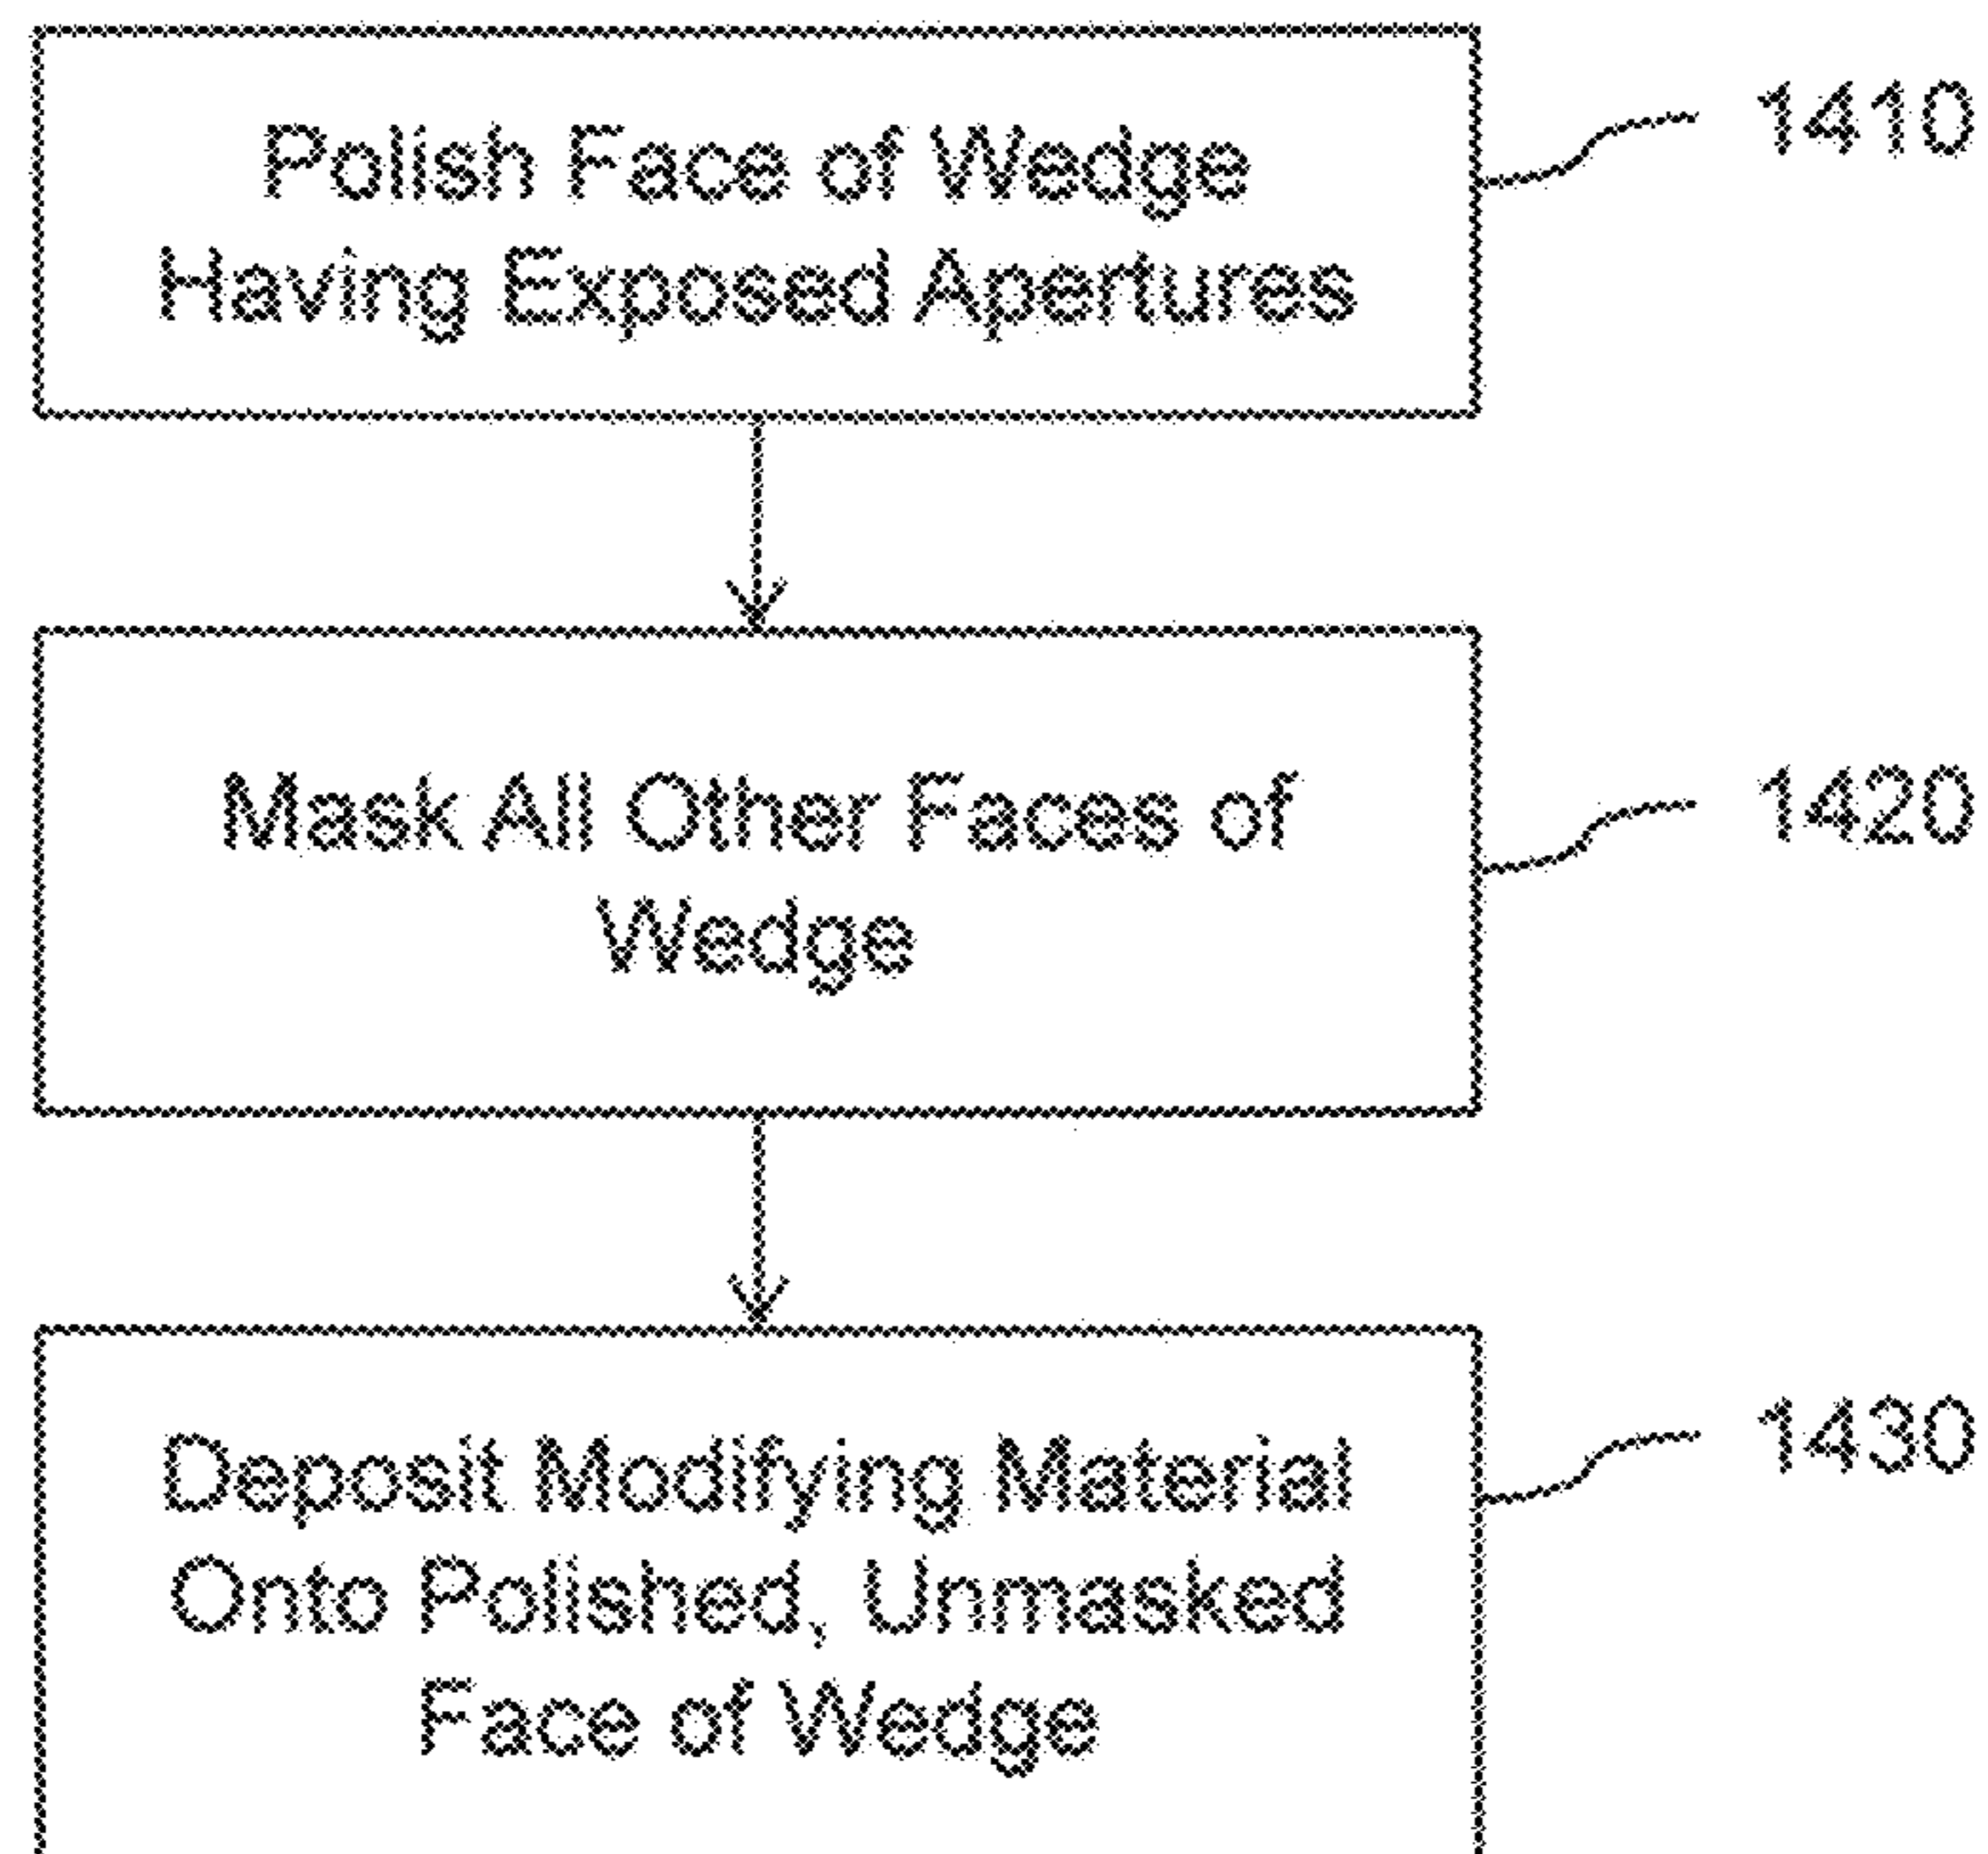 Polish Face of Wedge
Having Exposed Apertures
1410
Mask All Other Faces of
Wedge
1420
Deposit Modifying Material
Onto Polished, Unmasked
Face of Wedge
1430